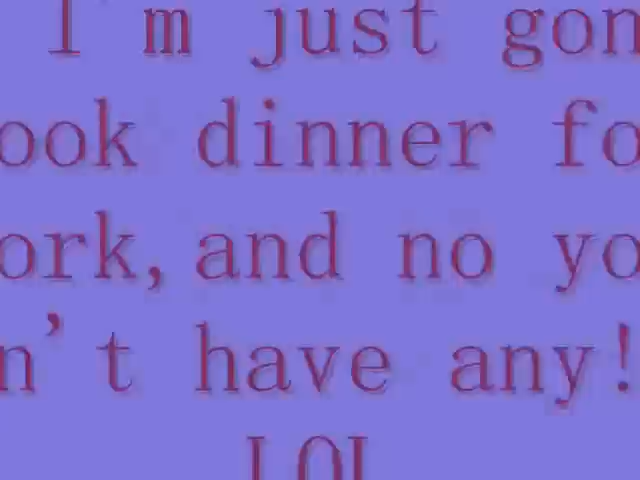 I'm just gon
ook dinner fo
ork,and no yo
n't have any!
LOL